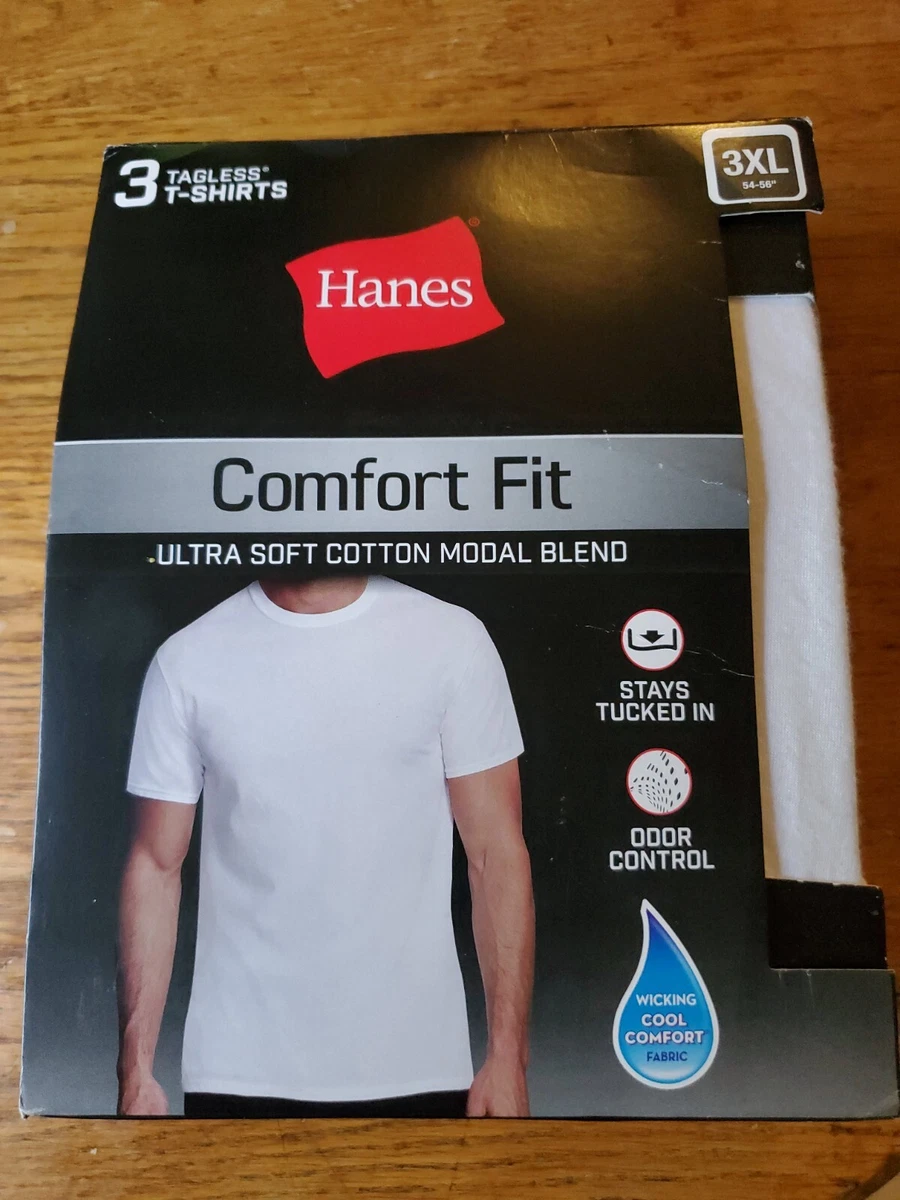 3 TAGLESS®
T-SHIRTS
3XL
54-56"
Hanes®
Comfort Fit
ULTRA SOFT COTTON MODAL BLEND
STAYS
TUCKED IN
ODOR
CONTROL
WICKING
COOL
COMFORT
FABRIC